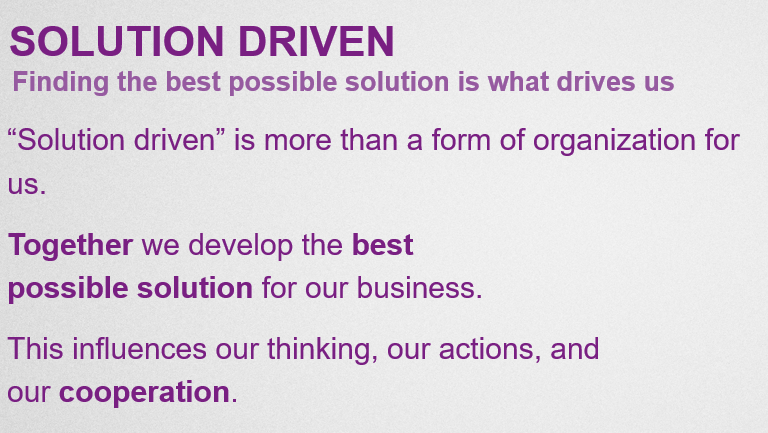 SOLUTION DRIVEN
Finding the best possible solution is what drives us
“Solution driven” is more than a form of organization for
us.
Together we develop the best
possible solution for our business.
This influences our thinking, our actions, and
our cooperation.